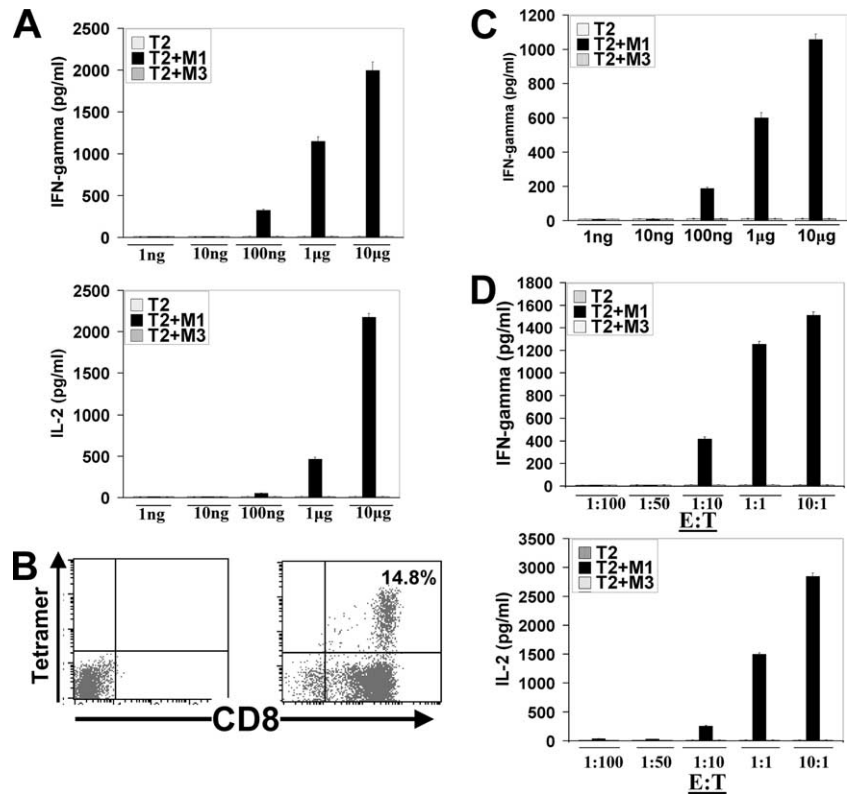 A
T2
T2+M1
T2+M3
IFN-gamma (pg/ml)
2500
2000
1500
1000
500
0
1ng 10ng 100ng 1µg 10µg
T2
T2+M1
T2+M3
IL-2 (pg/ml)
2500
2000
1500
1000
500
0
1ng 10ng 100ng 1µg 10µg
B
Tetramer
14.8%
CD8
C
T2
T2+M1
T2+M3
IFN-gamma (pg/ml)
1200
1000
800
600
400
200
0
1ng 10ng 100ng 1µg 10µg
D
T2
T2+M1
T2+M3
IFN-gamma (pg/ml)
1800
1600
1400
1200
1000
800
600
400
200
0
1:100 1:50 1:10 1:1 10:1
E:T
T2
T2+M1
T2+M3
IL-2 (pg/ml)
3500
3000
2500
2000
1500
1000
500
0
1:100 1:50 1:10 1:1 10:1
E:T